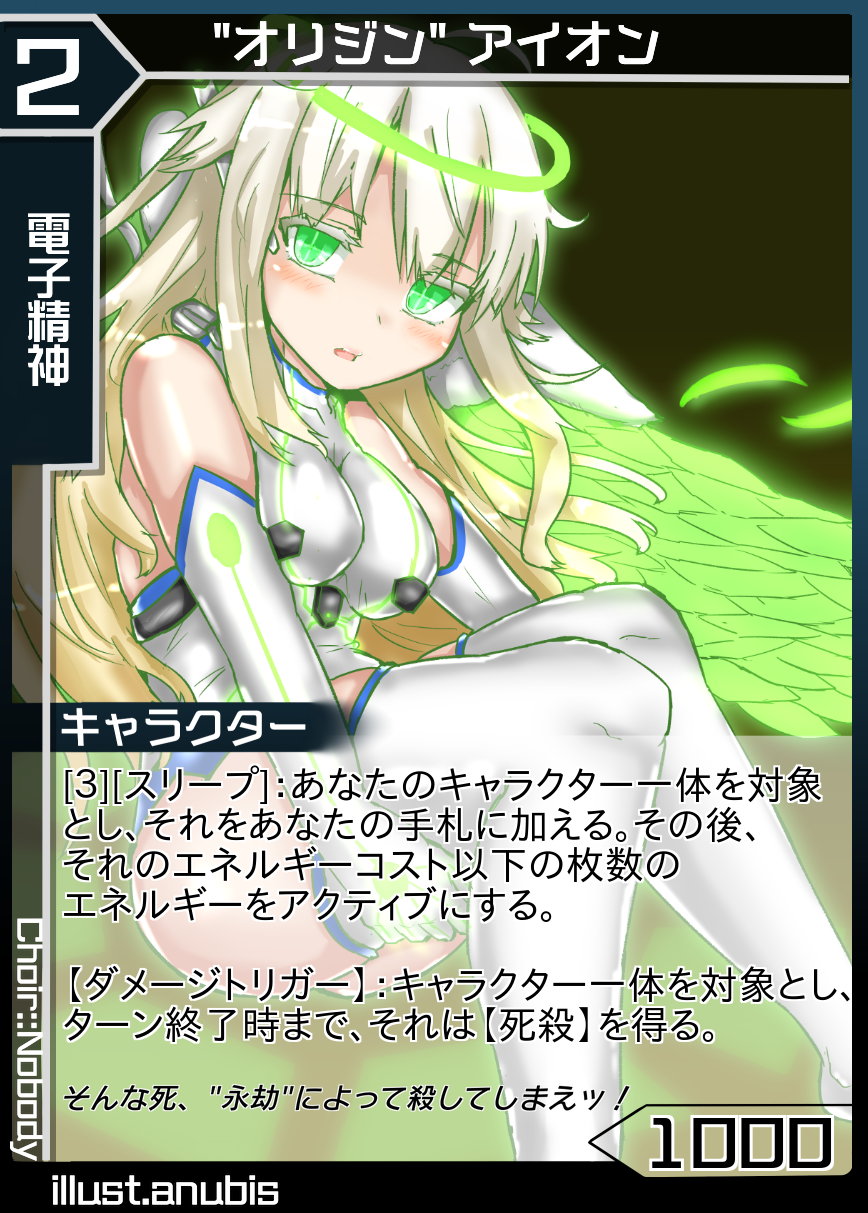 2
"オリジン" アイオン
電子精神
キャラクター
[3][スリープ]:あなたのキャラクター一体を対象
とし、それをあなたの手札に加える。その後、
それのエネルギーコスト以下の枚数の
エネルギーをアクティブにする。
【ダメージトリガー】:キャラクター一体を対象とし、
ターン終了時まで、それは【死殺】を得る。
そんな死、"永劫"によって殺してしまえッ!
1000
Choir::Nobody
illust.anubis